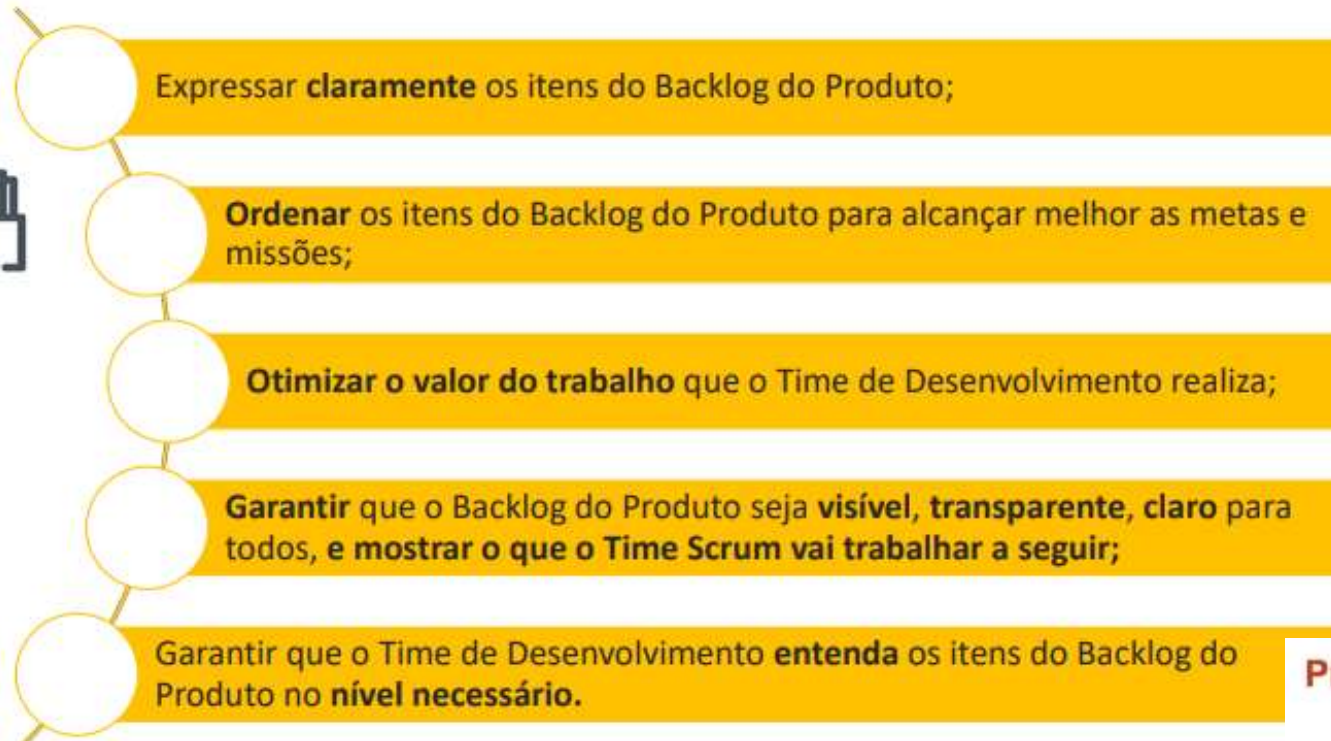 Expressar claramente os itens do Backlog do Produto;
Ordenar os itens do Backlog do Produto para alcançar melhor as metas e
missões;
Otimizar o valor do trabalho que o Time de Desenvolvimento realiza;
Garantir que o Backlog do Produto seja visível, transparente, claro para
todos, e mostrar o que o Time Scrum vai trabalhar a seguir;
Garantir que o Time de Desenvolvimento entenda os itens do Backlog do
Produto no nível necessário.